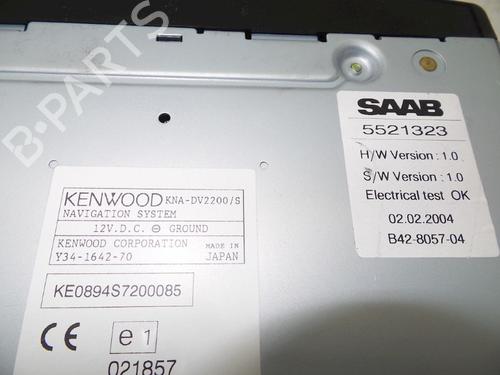 B-PARTS
SAAB
5521323
H/W Version : 1.0
S/W Version : 1.0
Electrical test OK
02.02.2004
B42-8057-04
KENWOOD KNA-DV2200/S
NAVIGATION SYSTEM
12V.D.C. ⊖ GROUND
KENWOOD CORPORATION MADE IN
Y34-1642-70 JAPAN
KE0894S7200085
CE e1
021857